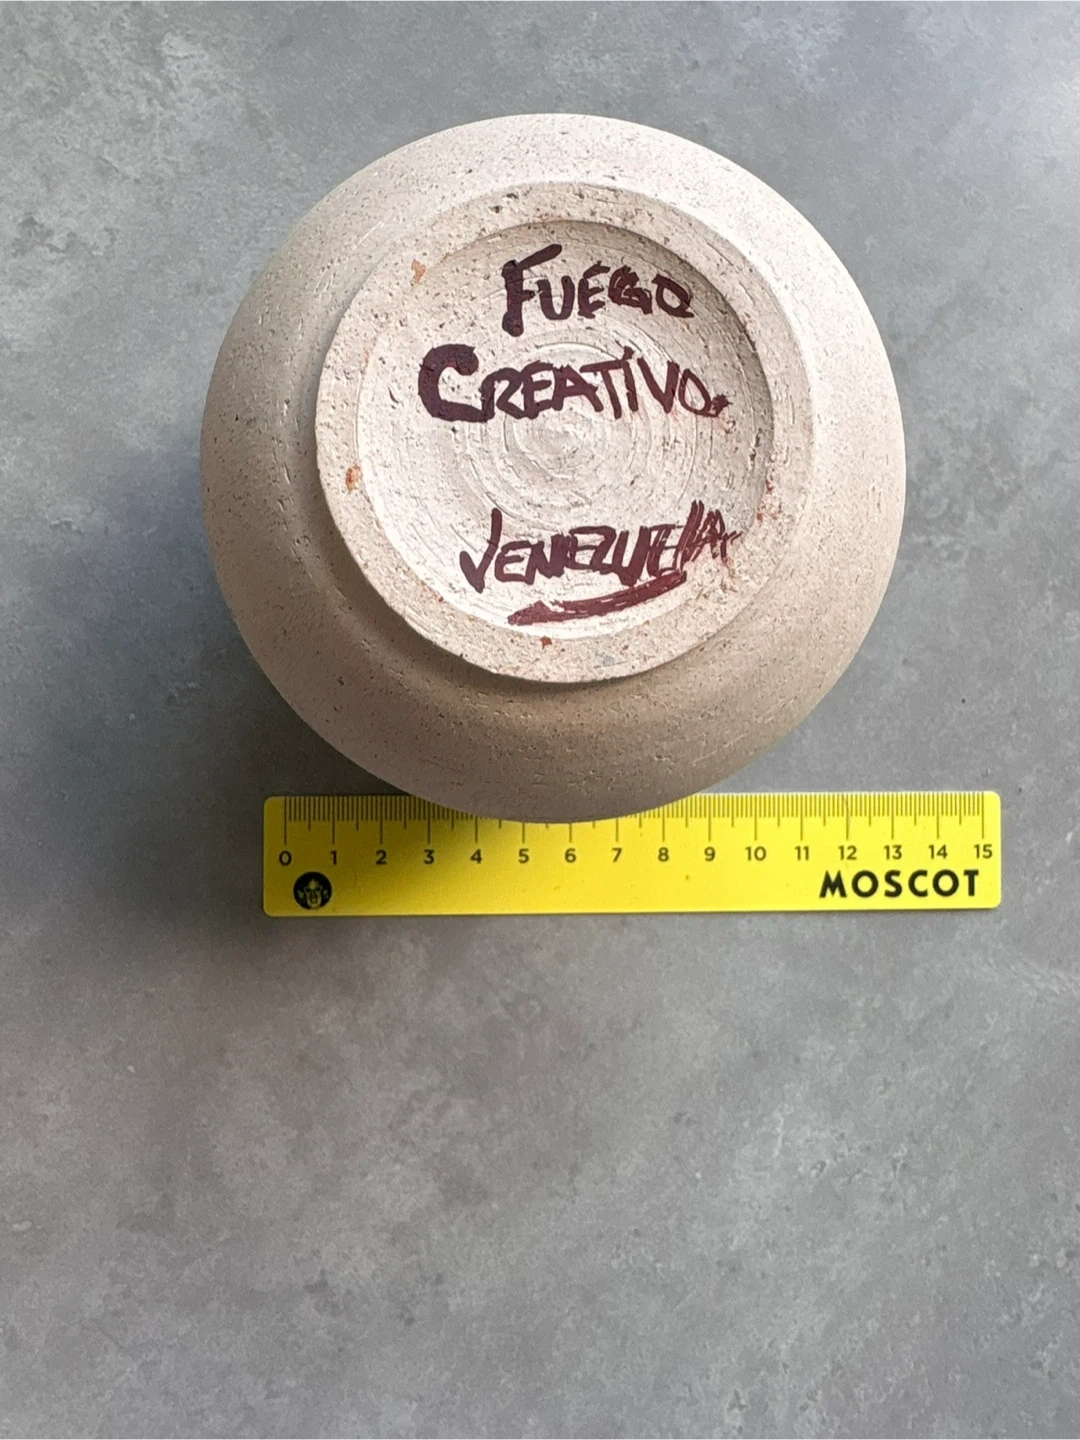 FUEGO
CREATÍVO.
VENEZUELA
0 1 2 3 4 5 6 7 8 9 10 11 12 13 14 15
MOSCOT